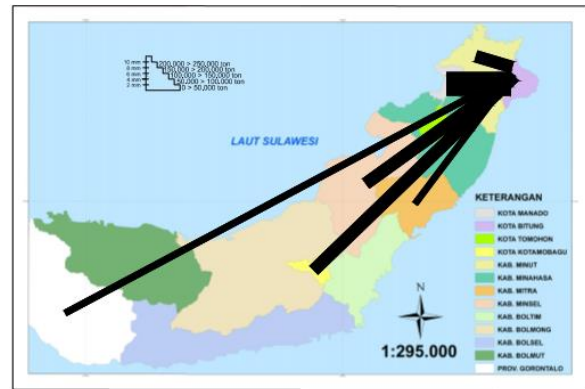 10 mm
8 mm
6 mm
4 mm
2 mm
200,000 > 250,000 ton
150,000 > 200,000 ton
100,000 > 150,000 ton
50,000 > 100,000 ton
0 > 50,000 ton
LAUT SULAWESI
KETERANGAN
KOTA MANADO
KOTA BITUNG
KOTA TOMOHON
KOTA KOTAMOBAGU
KAB. MINUT
KAB. MINAHASA
KAB. MITRA
KAB. MINSEL
KAB. BOLTIM
KAB. BOLMONG
KAB. BOLSEL
KAB. BOLMUT
PROV. GORONTALO
N
1:295.000